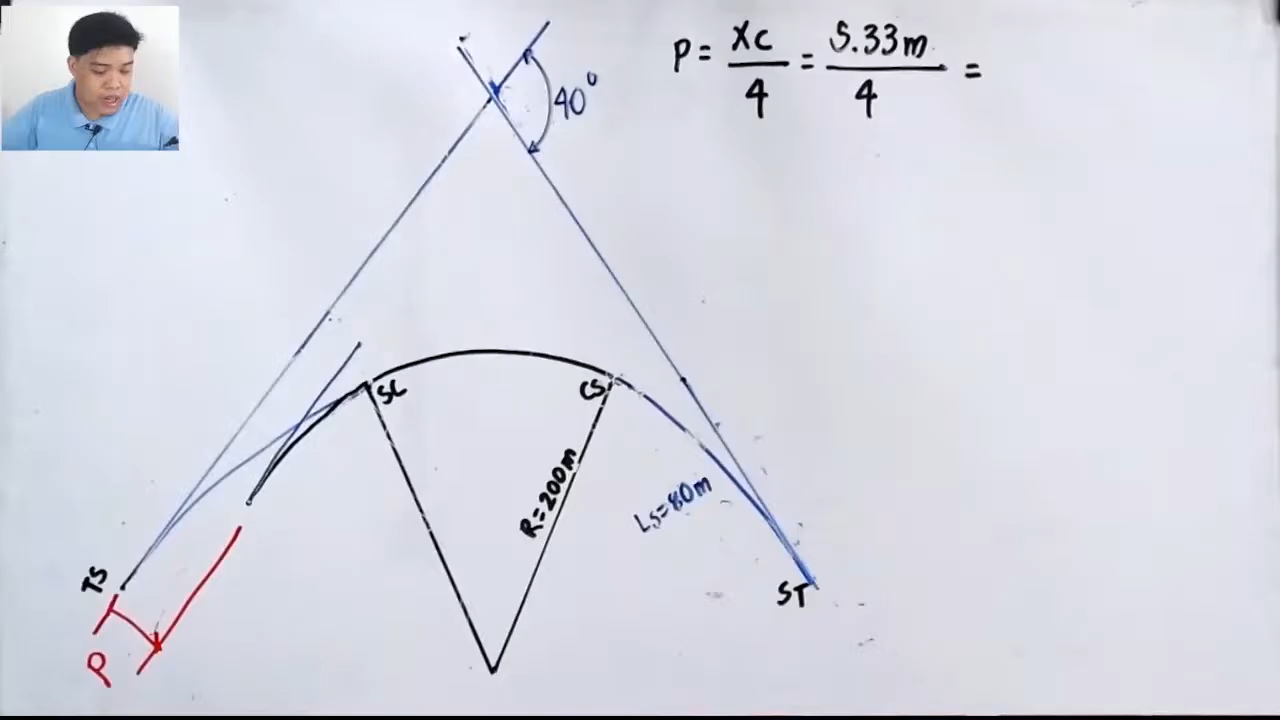 P = Xc/4 = 5.33m/4 =
40°
SC
CS
R=200m
Ls=80m
TS
ST
P